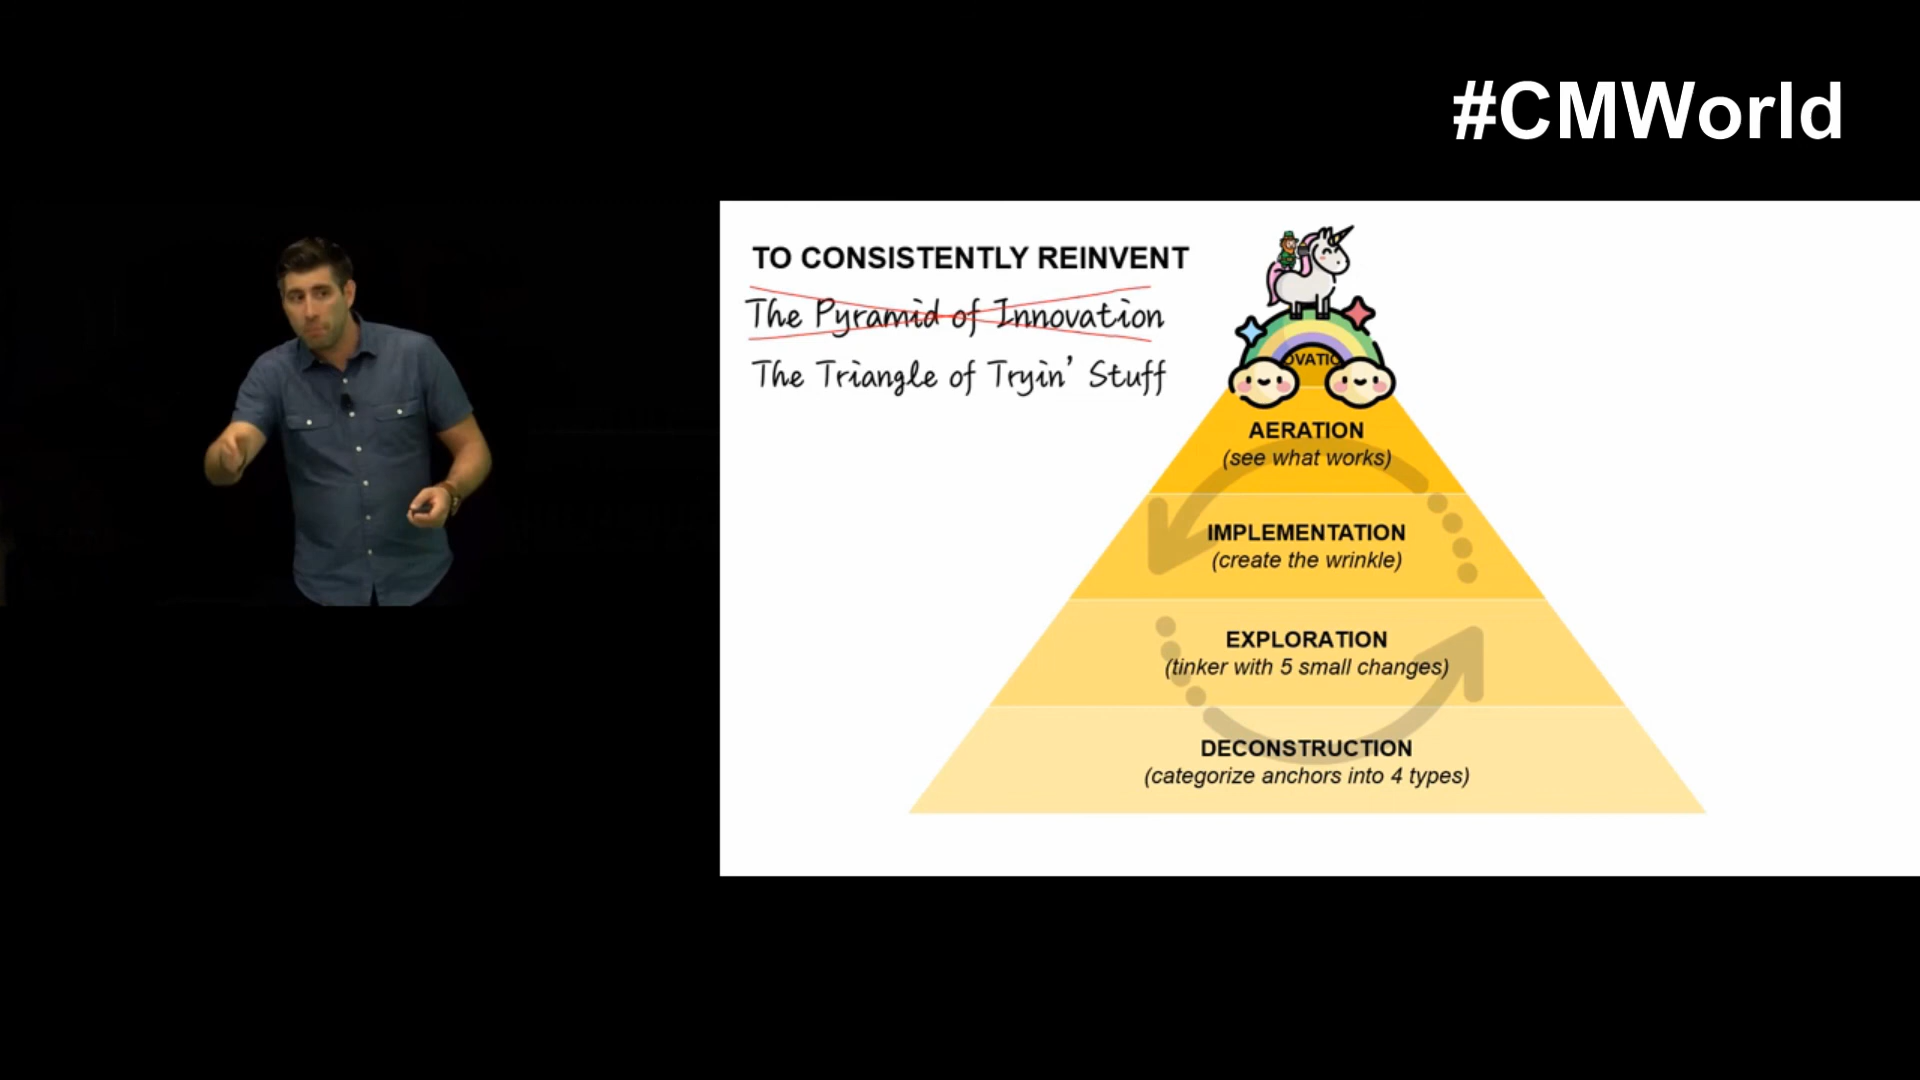 #CMWorld
TO CONSISTENTLY REINVENT
The Pyramid of Innovation
The Triangle of Tryin' Stuff
OVATIO
AERATION
(see what works)
IMPLEMENTATION
(create the wrinkle)
EXPLORATION
(tinker with 5 small changes)
DECONSTRUCTION
(categorize anchors into 4 types)